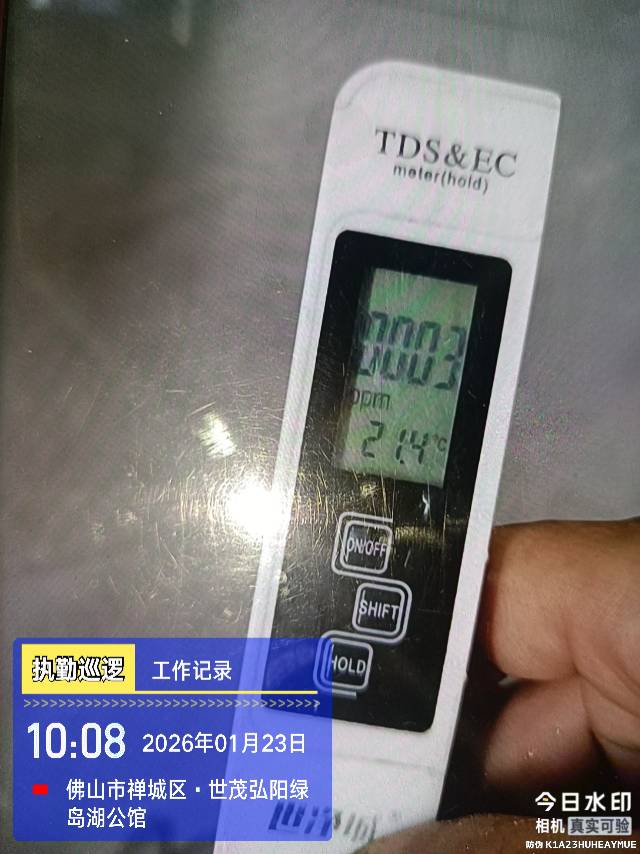 TDS&EC
meter(hold)
0003
ppm
21.4°C
ON/OFF
SHIFT
HOLD
执勤巡逻 工作记录
10:08 2026年01月23日
佛山市禅城区·世茂弘阳绿
岛湖公馆
今日水印
相机 真实可验
防伪 K1A23HUHEAYMUE